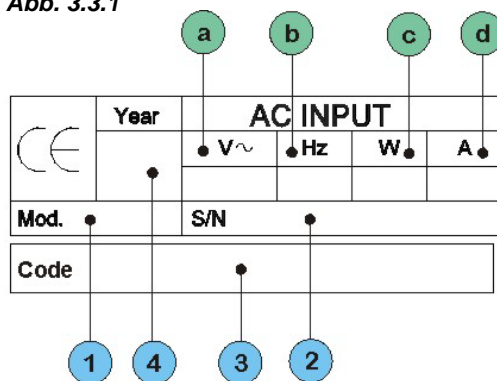 Abb. 3.3.1
a b c d
CE Year AC INPUT
V~ Hz W A
Mod. S/N
Code
1 4 3 2